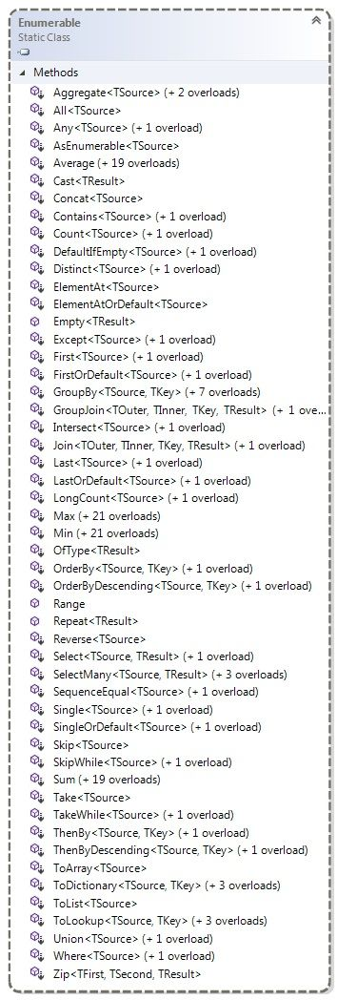 Enumerable
Static Class
Methods
Aggregate<TSource> (+ 2 overloads)
All<TSource>
Any<TSource> (+ 1 overload)
AsEnumerable<TSource>
Average (+ 19 overloads)
Cast<TResult>
Concat<TSource>
Contains<TSource> (+ 1 overload)
Count<TSource> (+ 1 overload)
DefaultIfEmpty<TSource> (+ 1 overload)
Distinct<TSource> (+ 1 overload)
ElementAt<TSource>
ElementAtOrDefault<TSource>
Empty<TResult>
Except<TSource> (+ 1 overload)
First<TSource> (+ 1 overload)
FirstOrDefault<TSource> (+ 1 overload)
GroupBy<TSource, TKey> (+ 7 overloads)
GroupJoin<TOuter, TInner, TKey, TResult> (+ 1 ove...
Intersect<TSource> (+ 1 overload)
Join<TOuter, TInner, TKey, TResult> (+ 1 overload)
Last<TSource> (+ 1 overload)
LastOrDefault<TSource> (+ 1 overload)
LongCount<TSource> (+ 1 overload)
Max (+ 21 overloads)
Min (+ 21 overloads)
OfType<TResult>
OrderBy<TSource, TKey> (+ 1 overload)
OrderByDescending<TSource, TKey> (+ 1 overload)
Range
Repeat<TResult>
Reverse<TSource>
Select<TSource, TResult> (+ 1 overload)
SelectMany<TSource, TResult> (+ 3 overloads)
SequenceEqual<TSource> (+ 1 overload)
Single<TSource> (+ 1 overload)
SingleOrDefault<TSource> (+ 1 overload)
Skip<TSource>
SkipWhile<TSource> (+ 1 overload)
Sum (+ 19 overloads)
Take<TSource>
TakeWhile<TSource> (+ 1 overload)
ThenBy<TSource, TKey> (+ 1 overload)
ThenByDescending<TSource, TKey> (+ 1 overload)
ToArray<TSource>
ToDictionary<TSource, TKey> (+ 3 overloads)
ToList<TSource>
ToLookup<TSource, TKey> (+ 3 overloads)
Union<TSource> (+ 1 overload)
Where<TSource> (+ 1 overload)
Zip<TFirst, TSecond, TResult>